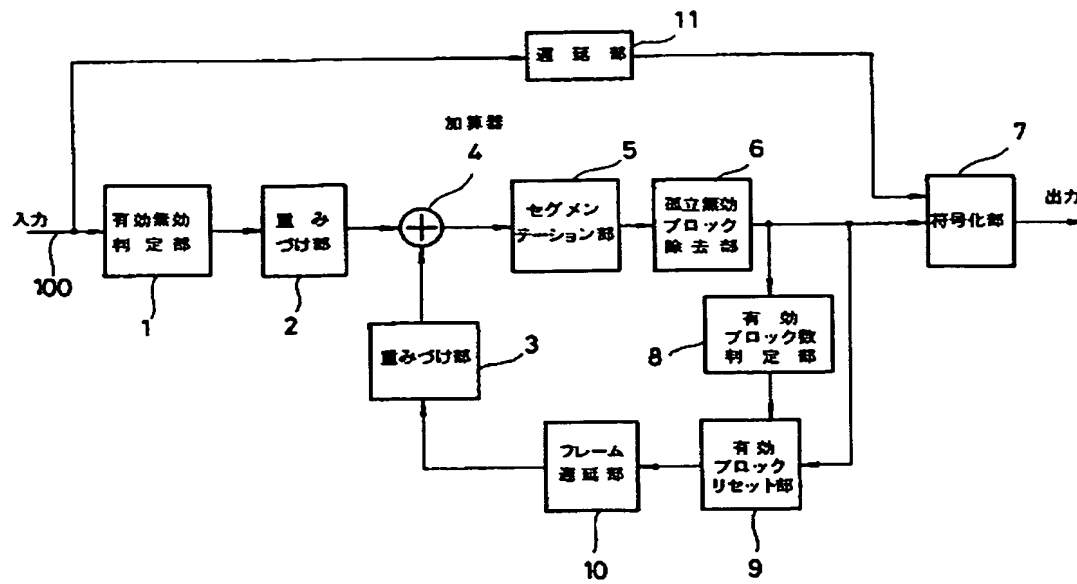 11
遅延部
加算器
4
5
6
7
入力
有効無効
判定部
重み
づけ部
セグメン
テーション部
孤立無効
ブロック
除去部
符号化部
出力
100
1
2
重みづけ部
3
8
有効
ブロック数
判定部
フレーム
遅延部
有効
ブロック
リセット部
10
9